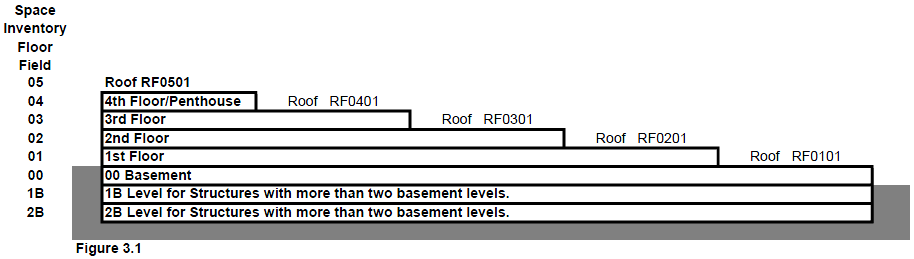 Space
Inventory
Floor
Field
05 Roof RF0501
04 4th Floor/Penthouse Roof RF0401
03 3rd Floor Roof RF0301
02 2nd Floor Roof RF0201
01 1st Floor Roof RF0101
00 00 Basement
1B 1B Level for Structures with more than two basement levels.
2B 2B Level for Structures with more than two basement levels.
Figure 3.1